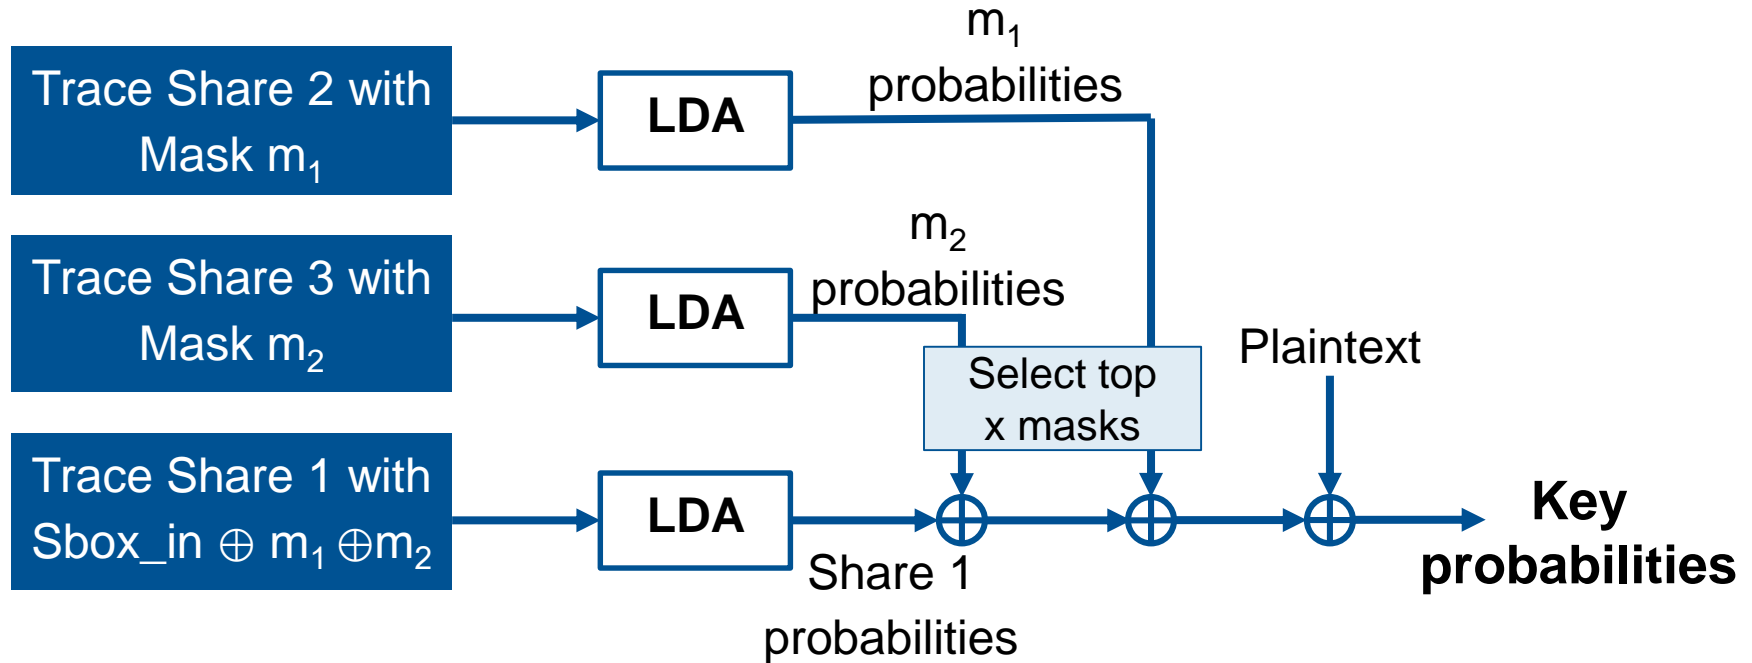 Trace Share 2 with
Mask m₁
LDA
m₁
probabilities
Trace Share 3 with
Mask m₂
LDA
m₂
probabilities
Select top
x masks
Plaintext
Trace Share 1 with
Sbox_in ⊕ m₁ ⊕m₂
LDA
Share 1
probabilities
Key
probabilities